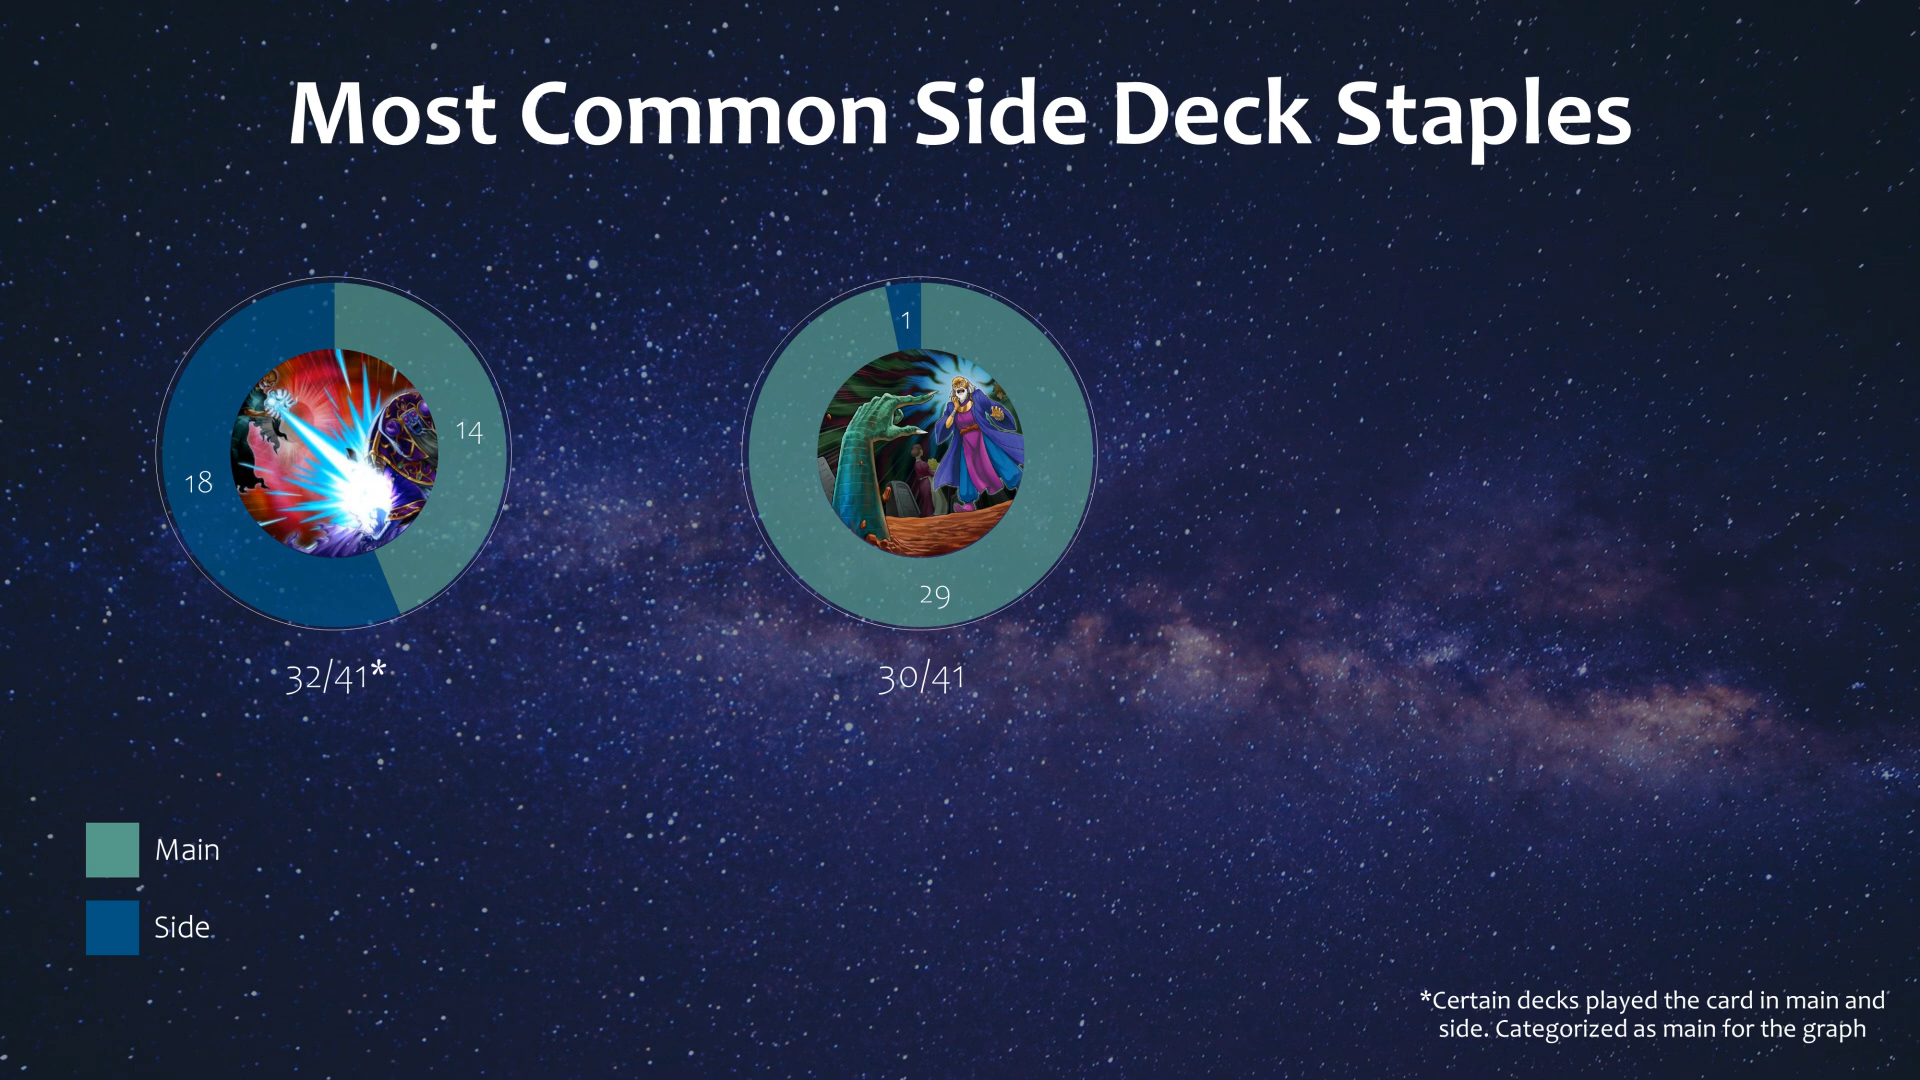 Most Common Side Deck Staples
1
14
18
29
32/41*
30/41
Main
Side
*Certain decks played the card in main and
side. Categorized as main for the graph